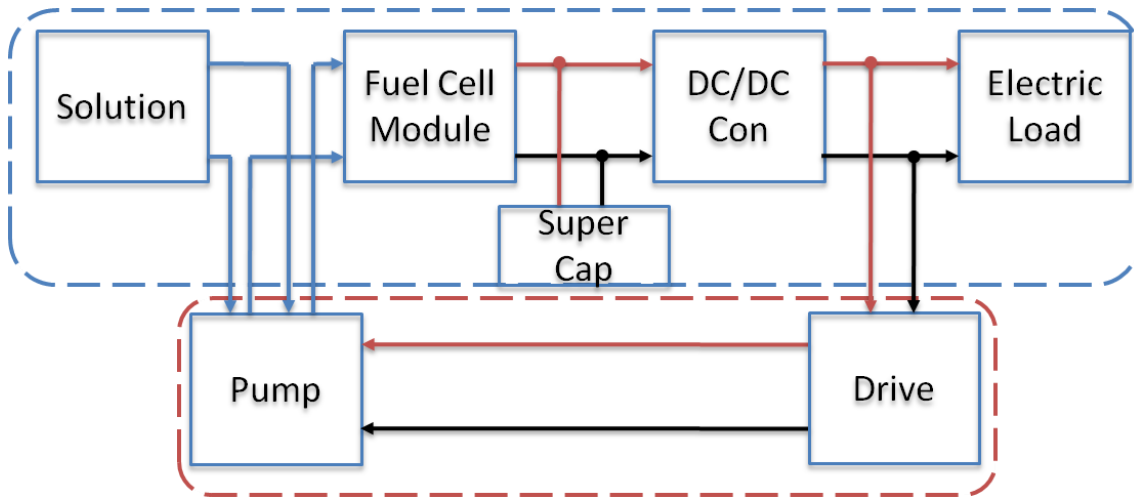 Solution
Fuel Cell
Module
DC/DC
Con
Electric
Load
Super
Cap
Pump
Drive